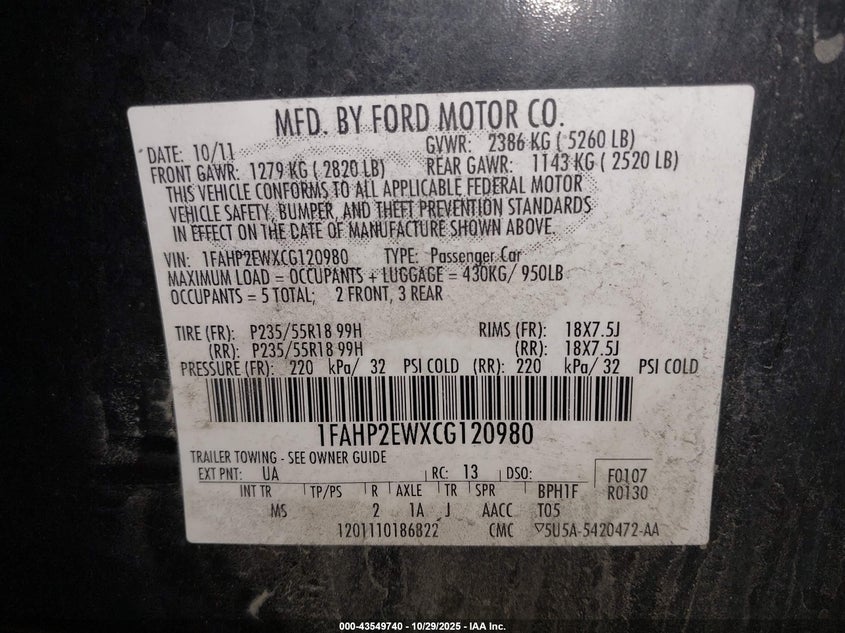 MFD. BY FORD MOTOR CO.
DATE: 10/11 GVWR: 2386 KG ( 5260 LB)
FRONT GAWR: 1279 KG ( 2820 LB) REAR GAWR: 1143 KG ( 2520 LB)
THIS VEHICLE CONFORMS TO ALL APPLICABLE FEDERAL MOTOR
VEHICLE SAFETY, BUMPER, AND THEFT PREVENTION STANDARDS
IN EFFECT ON THE DATE OF MANUFACTURE SHOWN ABOVE.
VIN: 1FAHP2EWXCG120980 TYPE: Passenger Car
MAXIMUM LOAD = OCCUPANTS + LUGGAGE = 430KG/ 950LB
OCCUPANTS = 5 TOTAL; 2 FRONT, 3 REAR
TIRE (FR): P235/55R18 99H RIMS (FR): 18X7.5J
(RR): P235/55R18 99H (RR): 18X7.5J
PRESSURE (FR): 220 kPa/ 32 PSI COLD (RR): 220 kPa/ 32 PSI COLD
1FAHP2EWXCG120980
TRAILER TOWING - SEE OWNER GUIDE
EXT PNT: UA RC: 13 DSO: F0107
INT TR TP/PS R AXLE TR SPR BPH1F R0130
MS 2 1A J AACC T05
1201110186822 CMC ▽5U5A-5420472-AA
000-43549740 - 10/29/2025 - IAA Inc.